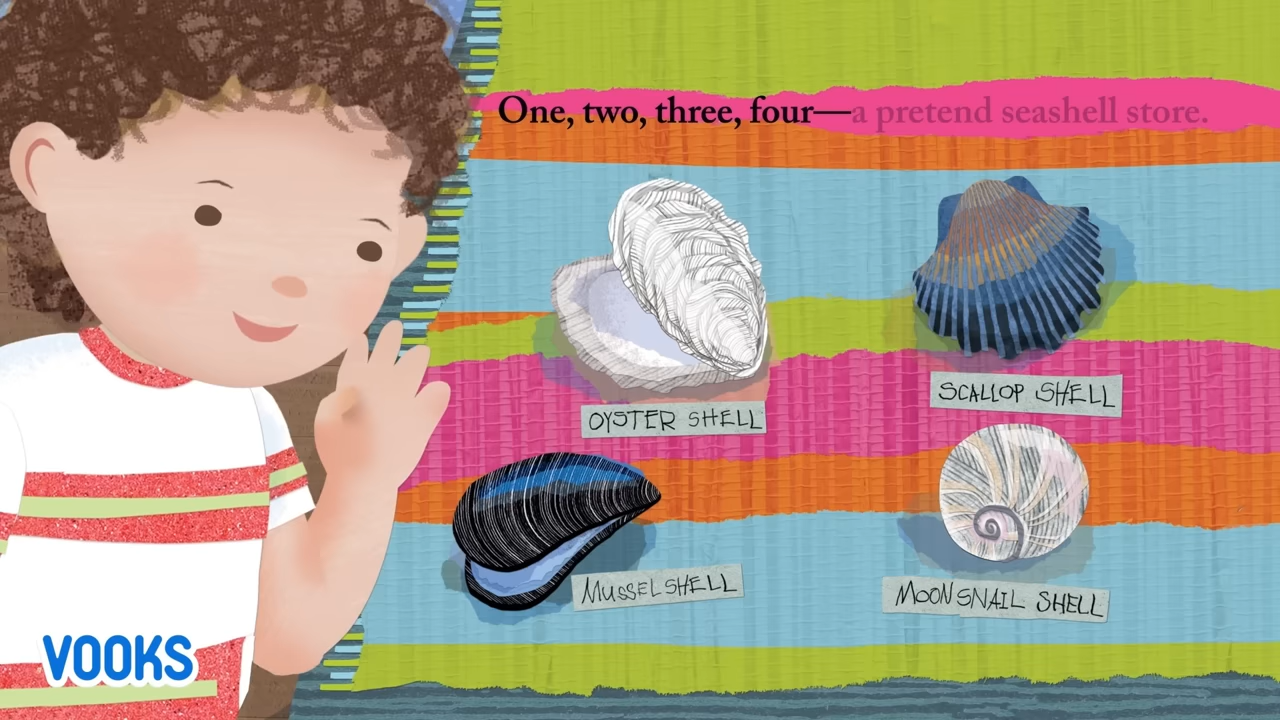 One, two, three, four—a pretend seashell store.
OYSTER SHELL
SCALLOP SHELL
MUSSEL SHELL
MOON SNAIL SHELL
VOOKS